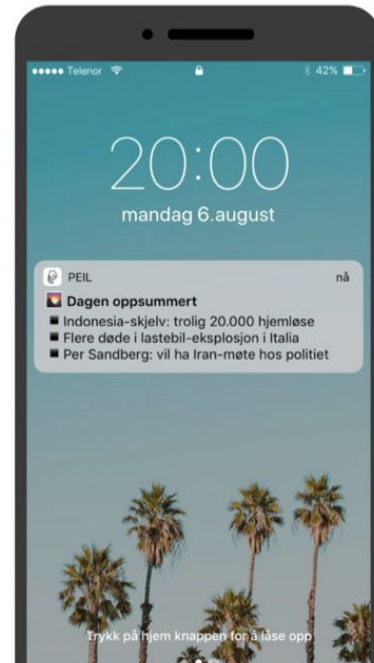 Telenor
42%
20:00
mandag 6.august
PEIL
nå
Dagen oppsummert
Indonesia-skjelv: trolig 20.000 hjemløse
Flere døde i lastebil-eksplosjon i Italia
Per Sandberg: vil ha Iran-møte hos politiet
Trykk på hjem knappen for å låse opp